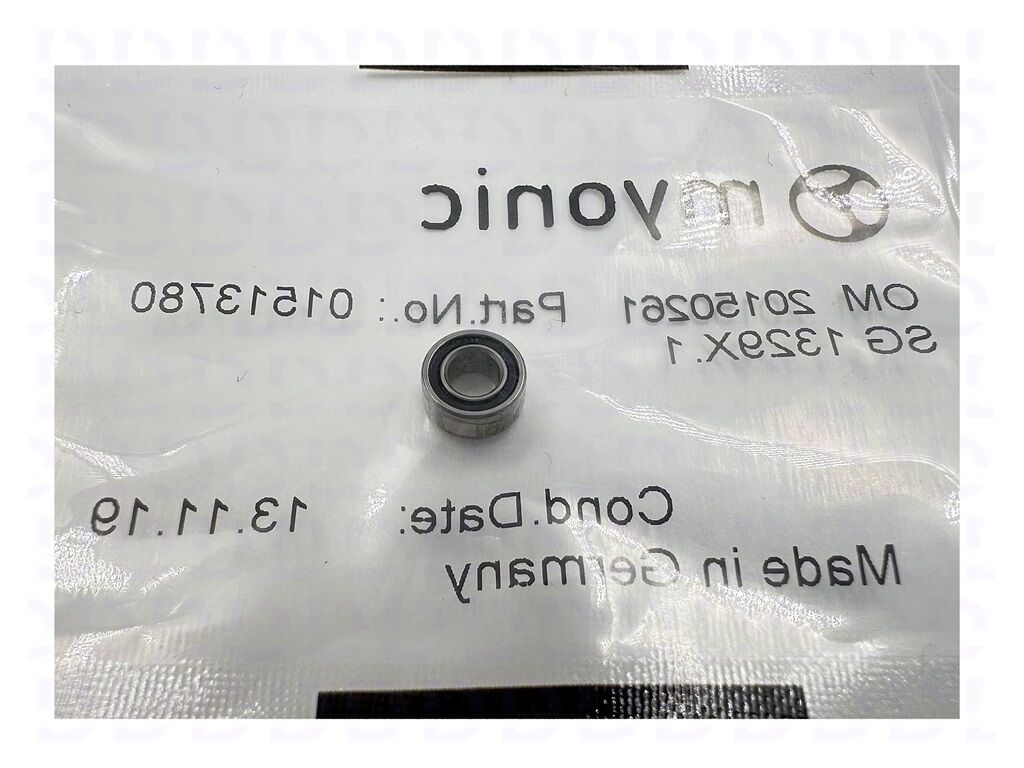 myonic
OM 20150261 Part.No.: 01513780
SG 1329X.1
Cond.Date: 13.11.19
Made in Germany